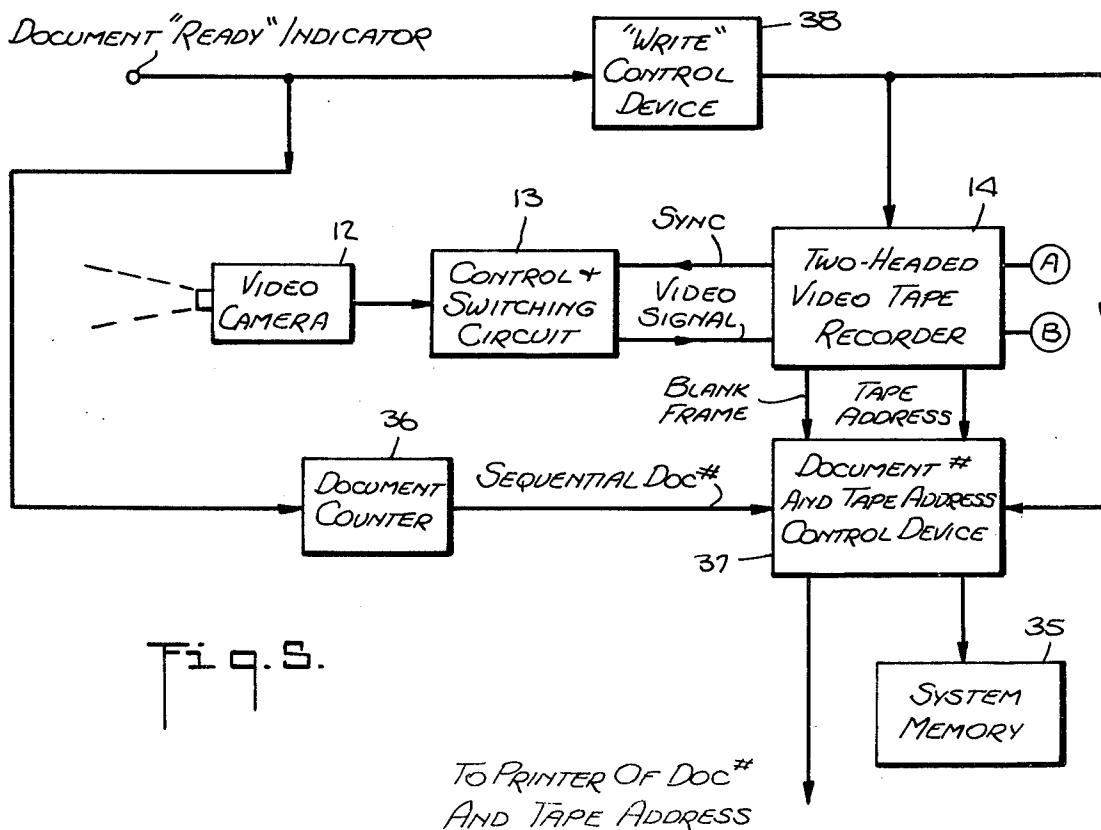 DOCUMENT "READY" INDICATOR
38
"WRITE"
CONTROL
DEVICE
12
VIDEO
CAMERA
13
CONTROL &
SWITCHING
CIRCUIT
SYNC
VIDEO
SIGNAL
14
TWO-HEADED
VIDEO TAPE
RECORDER
A
B
BLANK
FRAME
TAPE
ADDRESS
36
DOCUMENT
COUNTER
SEQUENTIAL DOC#
DOCUMENT #
AND TAPE ADDRESS
CONTROL DEVICE
37
35
SYSTEM
MEMORY
Fig.5.
TO PRINTER OF DOC#
AND TAPE ADDRESS